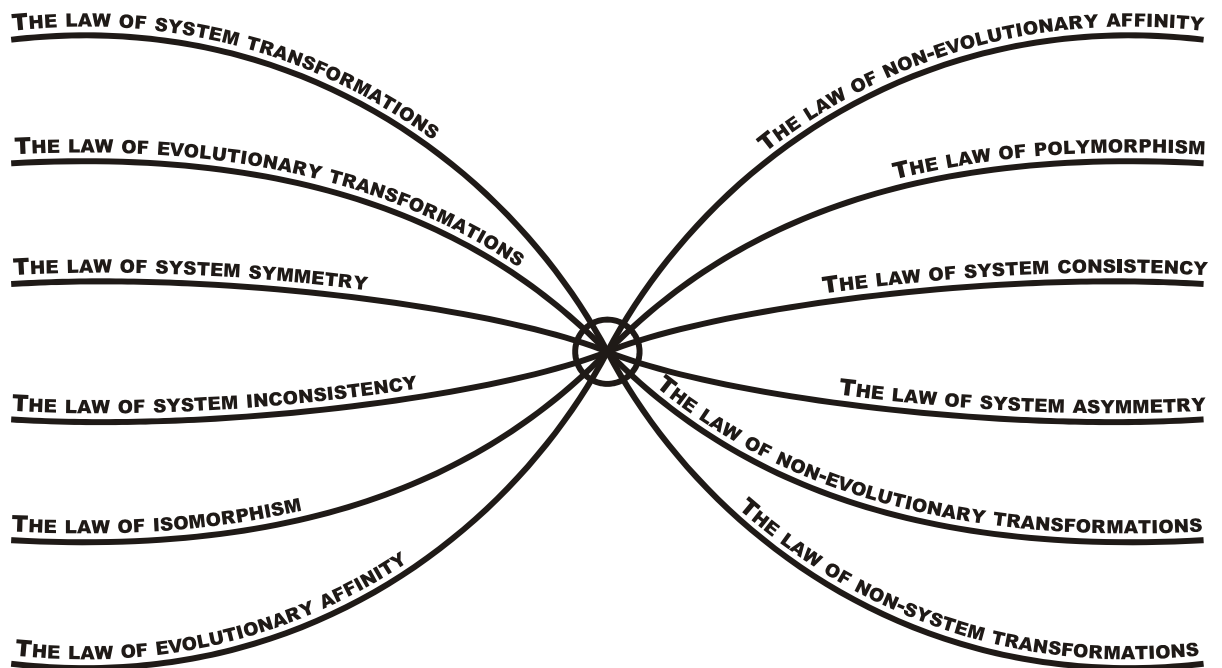 THE LAW OF SYSTEM TRANSFORMATIONS
THE LAW OF EVOLUTIONARY TRANSFORMATIONS
THE LAW OF SYSTEM SYMMETRY
THE LAW OF SYSTEM INCONSISTENCY
THE LAW OF ISOMORPHISM
THE LAW OF EVOLUTIONARY AFFINITY
THE LAW OF NON-EVOLUTIONARY AFFINITY
THE LAW OF POLYMORPHISM
THE LAW OF SYSTEM CONSISTENCY
THE LAW OF SYSTEM ASYMMETRY
THE LAW OF NON-EVOLUTIONARY TRANSFORMATIONS
THE LAW OF NON-SYSTEM TRANSFORMATIONS